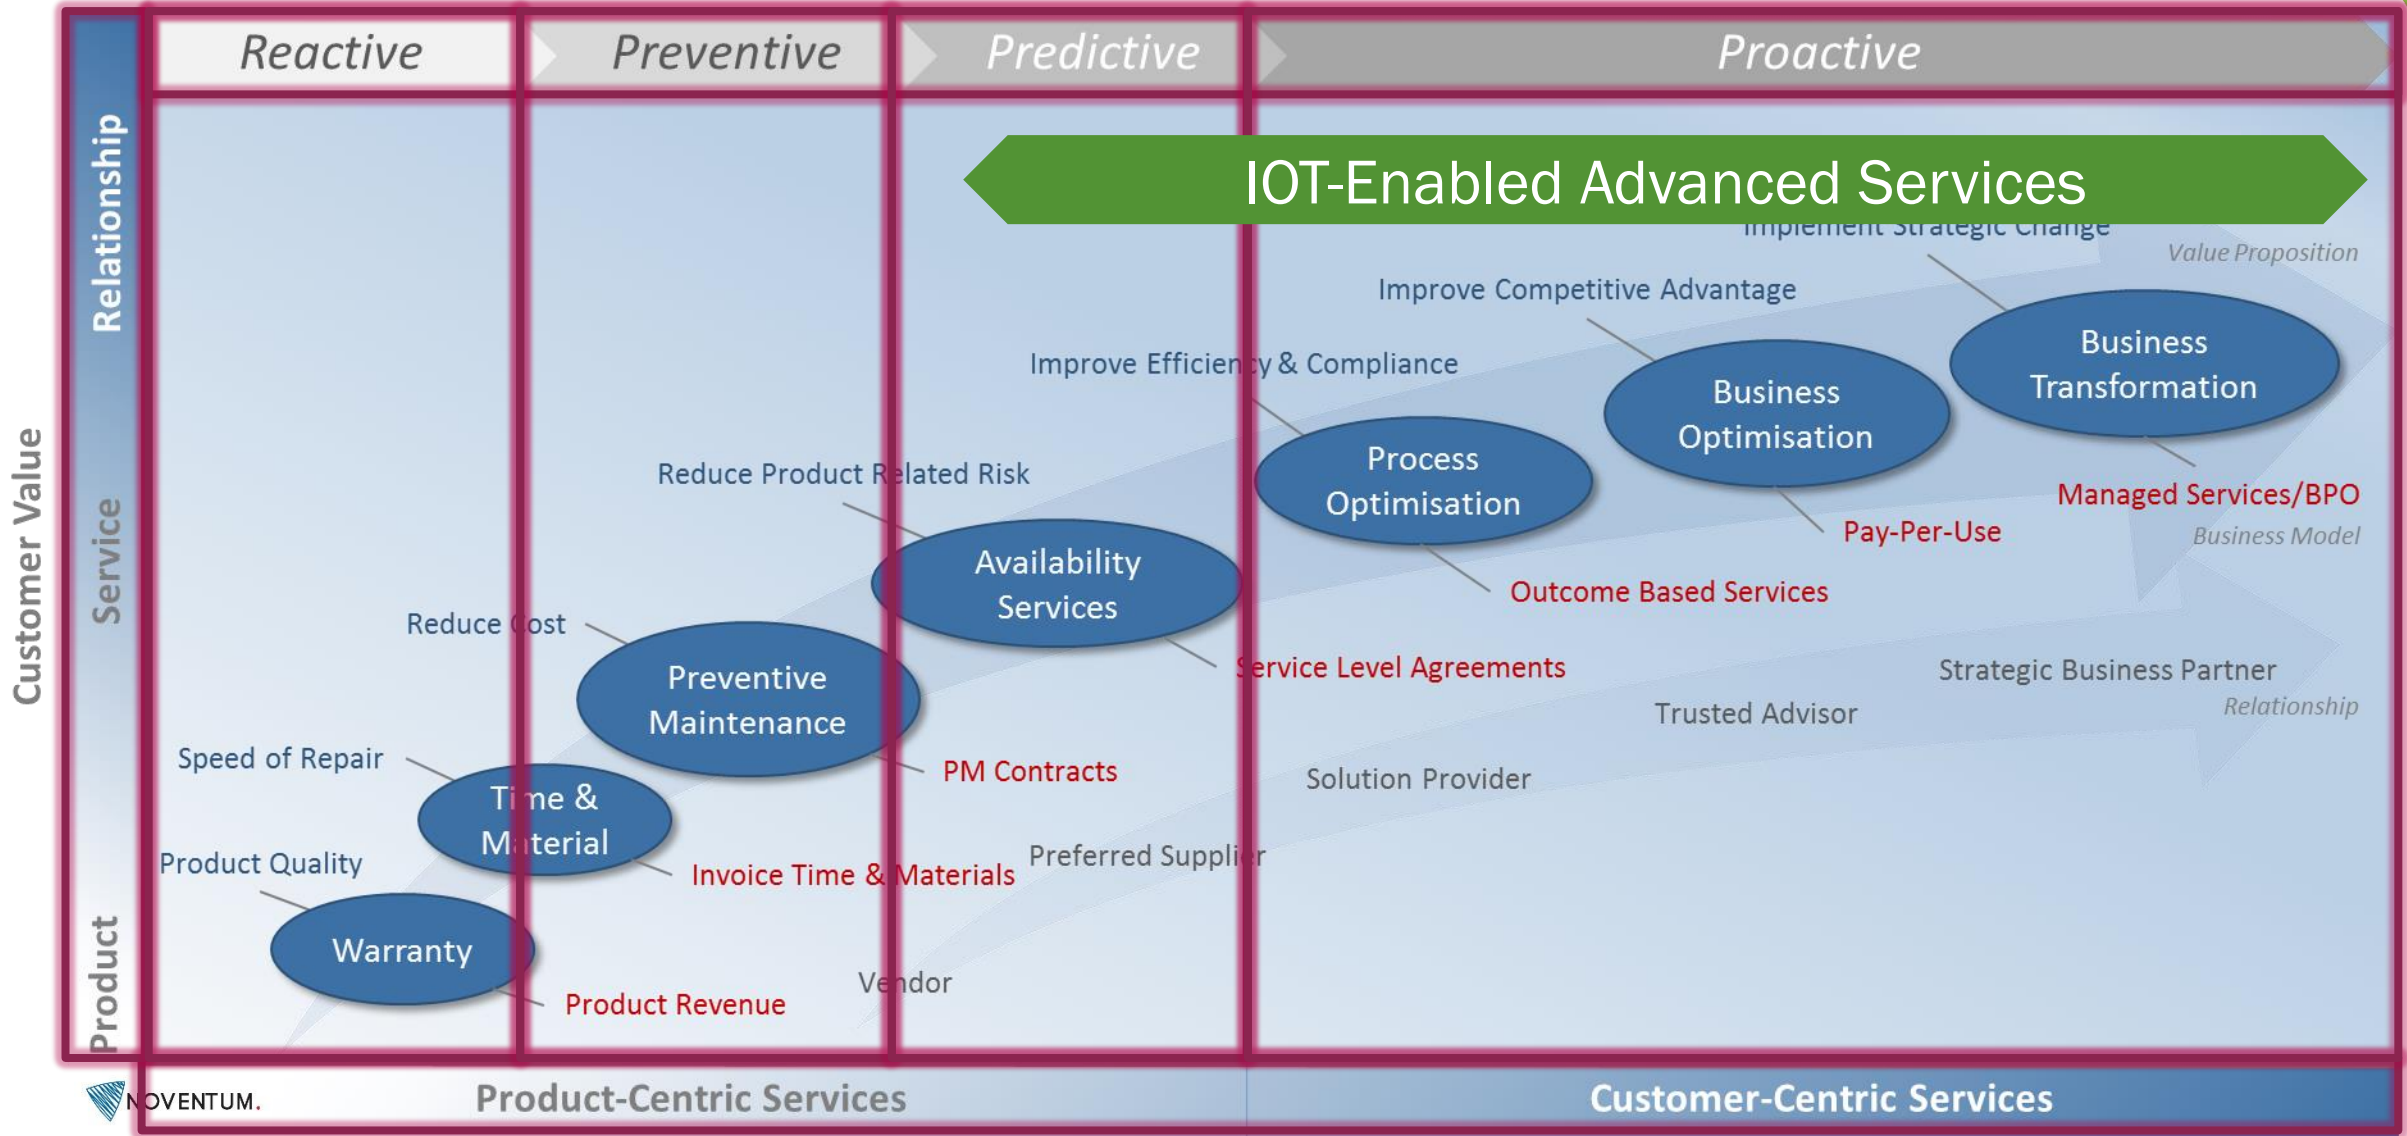 Reactive
Preventive
Predictive
Proactive
IOT-Enabled Advanced Services
Implement Strategic Change
Value Proposition
Improve Competitive Advantage
Business
Transformation
Improve Efficiency & Compliance
Business
Optimisation
Reduce Product Related Risk
Process
Optimisation
Managed Services/BPO
Business Model
Pay-Per-Use
Availability
Services
Outcome Based Services
Reduce Cost
Service Level Agreements
Strategic Business Partner
Relationship
Preventive
Maintenance
Trusted Advisor
Speed of Repair
PM Contracts
Solution Provider
Time &
Material
Product Quality
Invoice Time & Materials
Preferred Supplier
Warranty
Vendor
Product Revenue
Customer Value
Relationship
Service
Product
NOVENTUM.
Product-Centric Services
Customer-Centric Services